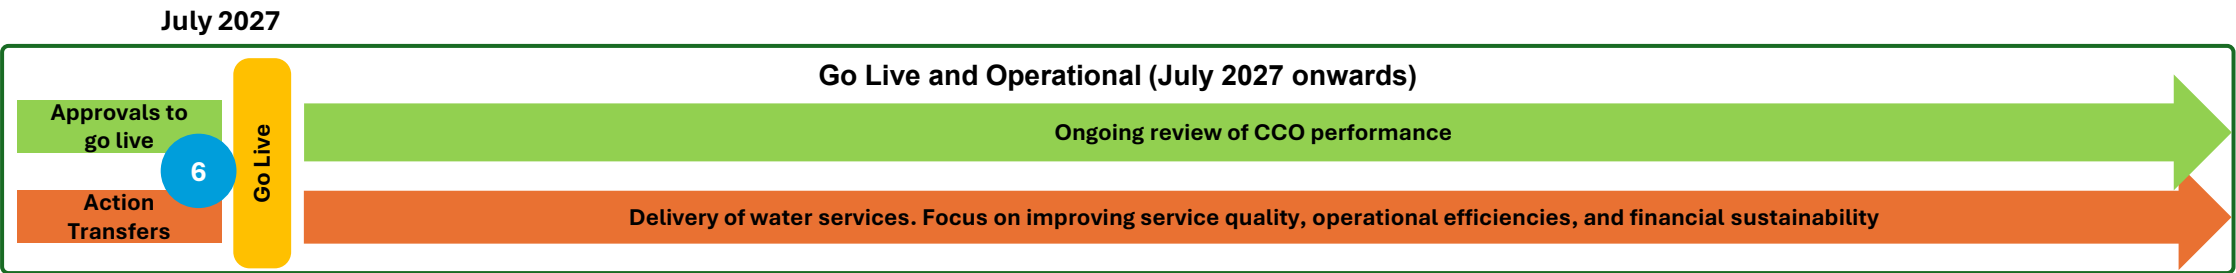 July 2027
Go Live and Operational (July 2027 onwards)
Approvals to
go live
6
Go Live
Ongoing review of CCO performance
Action
Transfers
Delivery of water services. Focus on improving service quality, operational efficiencies, and financial sustainability